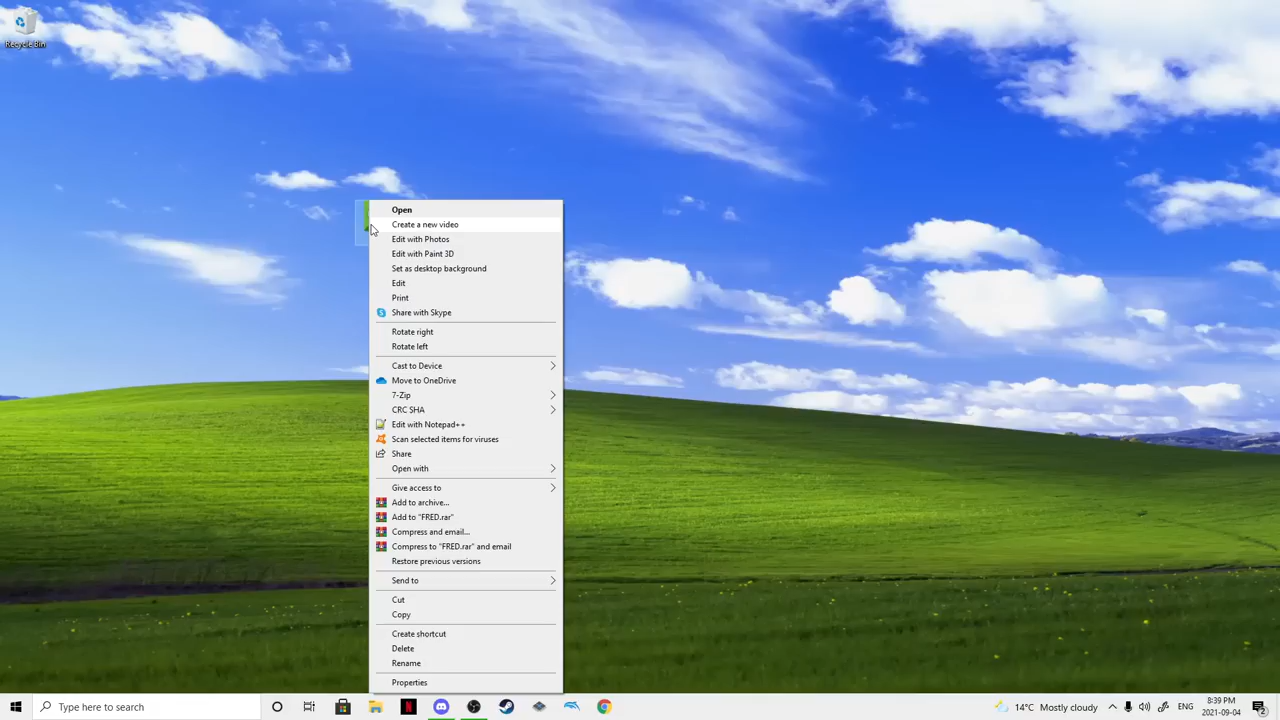 Recycle Bin
Open
Create a new video
Edit with Photos
Edit with Paint 3D
Set as desktop background
Edit
Print
Share with Skype
Rotate right
Rotate left
Cast to Device
Move to OneDrive
7-Zip
CRC SHA
Edit with Notepad++
Scan selected items for viruses
Share
Open with
Give access to
Add to archive...
Add to "FRED.rar"
Compress and email...
Compress to "FRED.rar" and email
Restore previous versions
Send to
Cut
Copy
Create shortcut
Delete
Rename
Properties
Type here to search
N
14°C Mostly cloudy
ENG
8:39 PM
2021-09-04
2